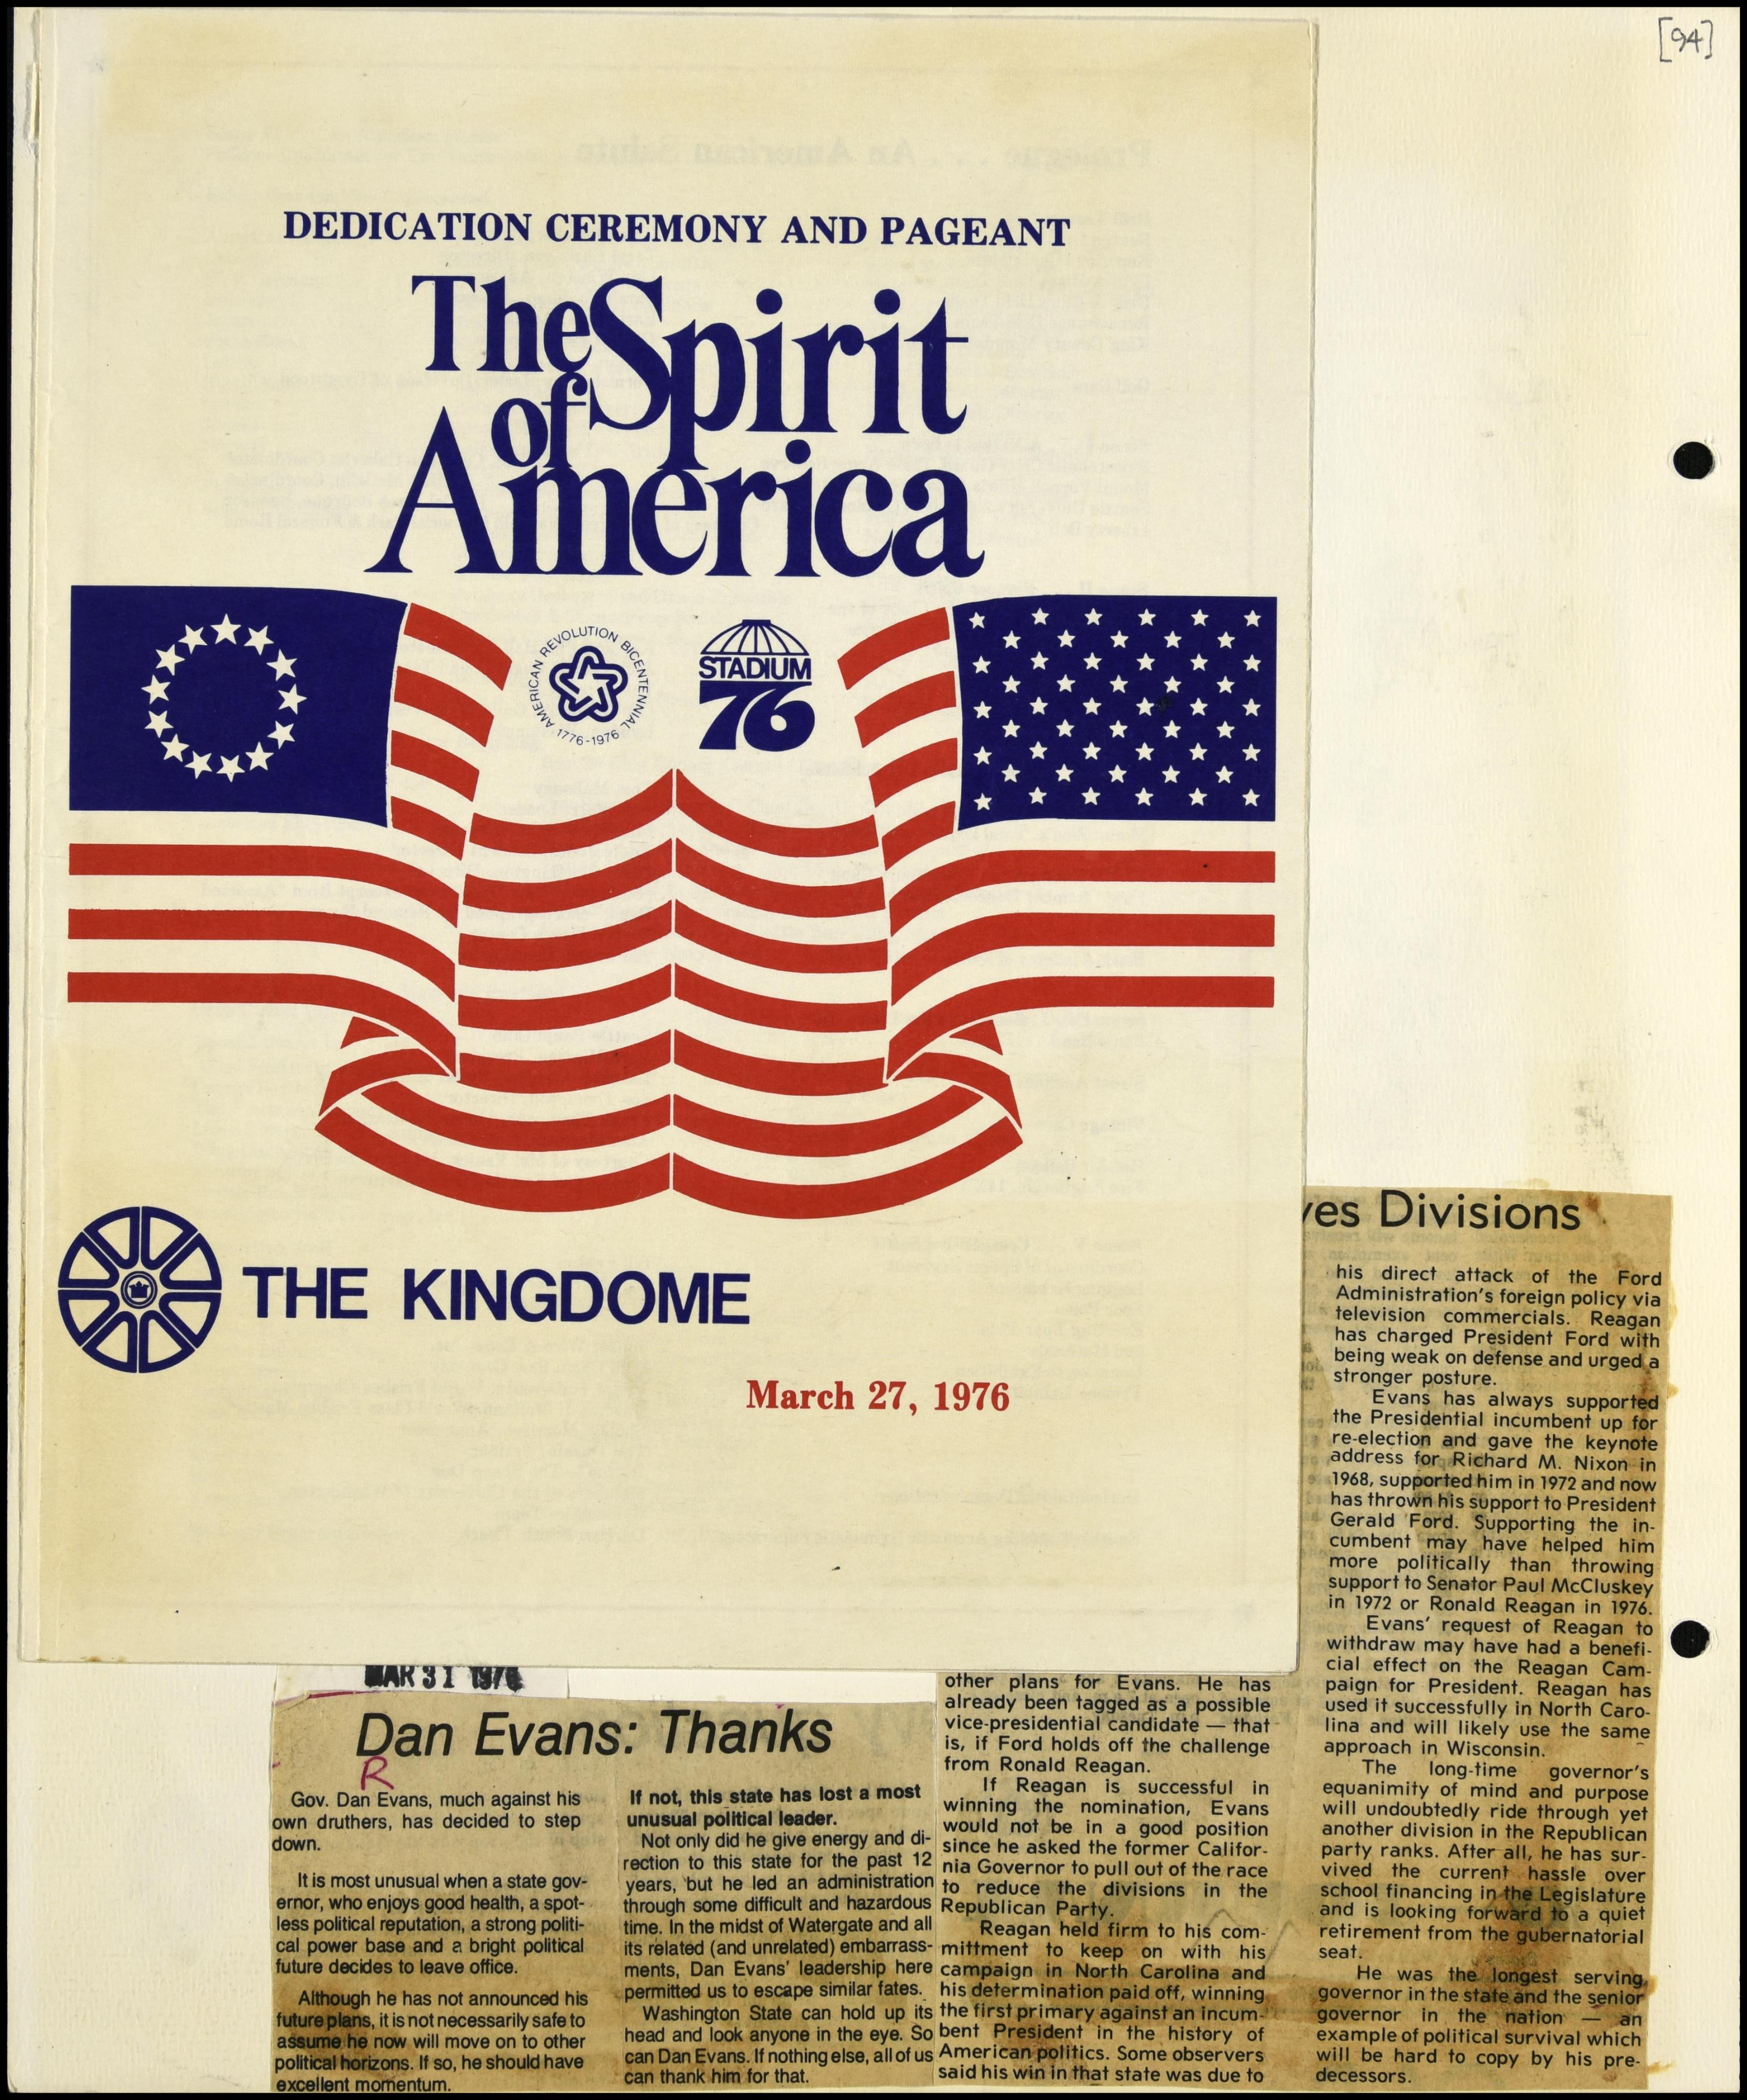 [94]
DEDICATION CEREMONY AND PAGEANT
The Spirit
of
America
AMERICAN REVOLUTION BICENTENNIAL
1776-1976
STADIUM
76
THE KINGDOME
March 27, 1976
MAR 31 1976
Dan Evans: Thanks
R
Gov. Dan Evans, much against his
own druthers, has decided to step
down.
It is most unusual when a state gov-
ernor, who enjoys good health, a spot-
less political reputation, a strong politi-
cal power base and a bright political
future decides to leave office.
Although he has not announced his
future plans, it is not necessarily safe to
assume he now will move on to other
political horizons. If so, he should have
excellent momentum.
If not, this state has lost a most
unusual political leader.
Not only did he give energy and di-
rection to this state for the past 12
years, but he led an administration
through some difficult and hazardous
time. In the midst of Watergate and all
its related (and unrelated) embarrass-
ments, Dan Evans' leadership here
permitted us to escape similar fates.
Washington State can hold up its
head and look anyone in the eye. So
can Dan Evans. If nothing else, all of us
can thank him for that.
other plans for Evans. He has
already been tagged as a possible
vice-presidential candidate — that
is, if Ford holds off the challenge
from Ronald Reagan.
If Reagan is successful in
winning the nomination, Evans
would not be in a good position
since he asked the former Califor-
nia Governor to pull out of the race
to reduce the divisions in the
Republican Party.
Reagan held firm to his com-
mittment to keep on with his
campaign in North Carolina and
his determination paid off, winning
the first primary against an incum-
bent President in the history of
American politics. Some observers
said his win in that state was due to
es Divisions
his direct attack of the Ford
Administration's foreign policy via
television commercials. Reagan
has charged President Ford with
being weak on defense and urged a
stronger posture.
Evans has always supported
the Presidential incumbent up for
re-election and gave the keynote
address for Richard M. Nixon in
1968, supported him in 1972 and now
has thrown his support to President
Gerald Ford. Supporting the in-
cumbent may have helped him
more politically than throwing
support to Senator Paul McCluskey
in 1972 or Ronald Reagan in 1976.
Evans' request of Reagan to
withdraw may have had a benefi-
cial effect on the Reagan Cam-
paign for President. Reagan has
used it successfully in North Caro-
lina and will likely use the same
approach in Wisconsin.
The long-time governor's
equanimity of mind and purpose
will undoubtedly ride through yet
another division in the Republican
party ranks. After all, he has sur-
vived the current hassle over
school financing in the Legislature
and is looking forward to a quiet
retirement from the gubernatorial
seat.
He was the longest serving
governor in the state and the senior
governor in the nation — an
example of political survival which
will be hard to copy by his pre-
decessors.